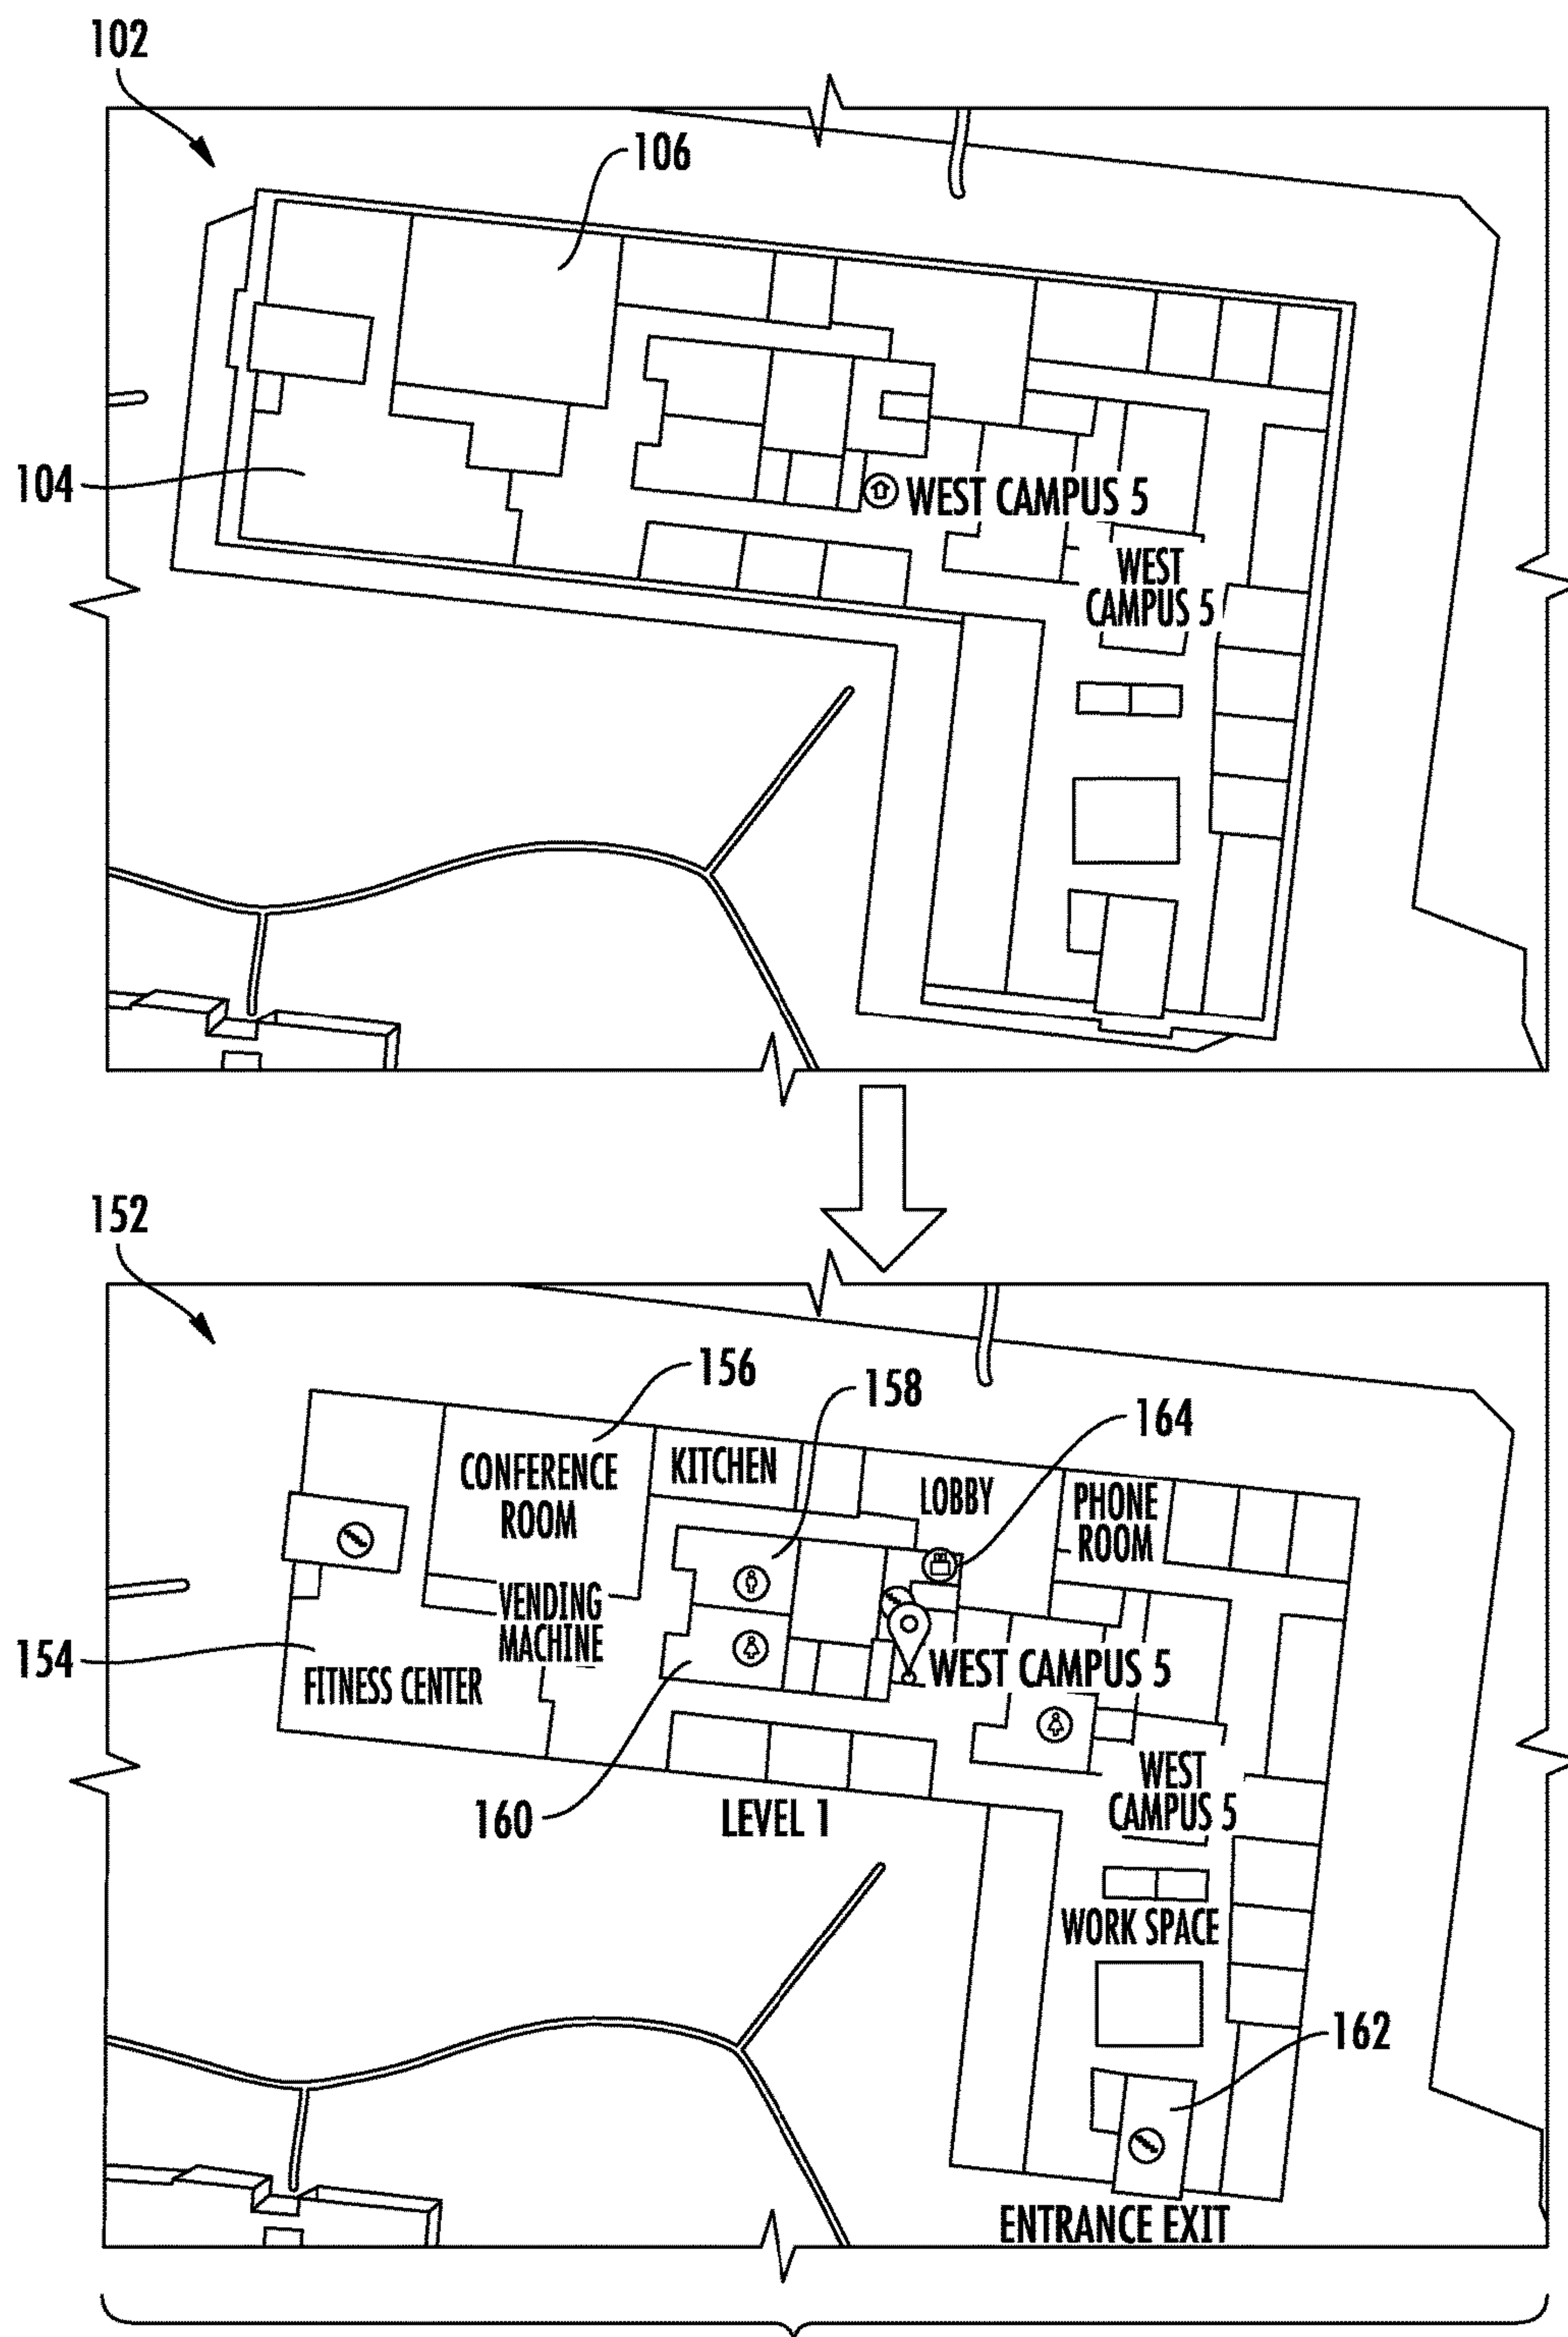 102
106
104
WEST CAMPUS 5
WEST
CAMPUS 5
152
156
158
164
CONFERENCE
ROOM
KITCHEN
LOBBY
PHONE
ROOM
VENDING
MACHINE
154
FITNESS CENTER
WEST CAMPUS 5
160
LEVEL 1
WEST
CAMPUS 5
WORK SPACE
162
ENTRANCE EXIT